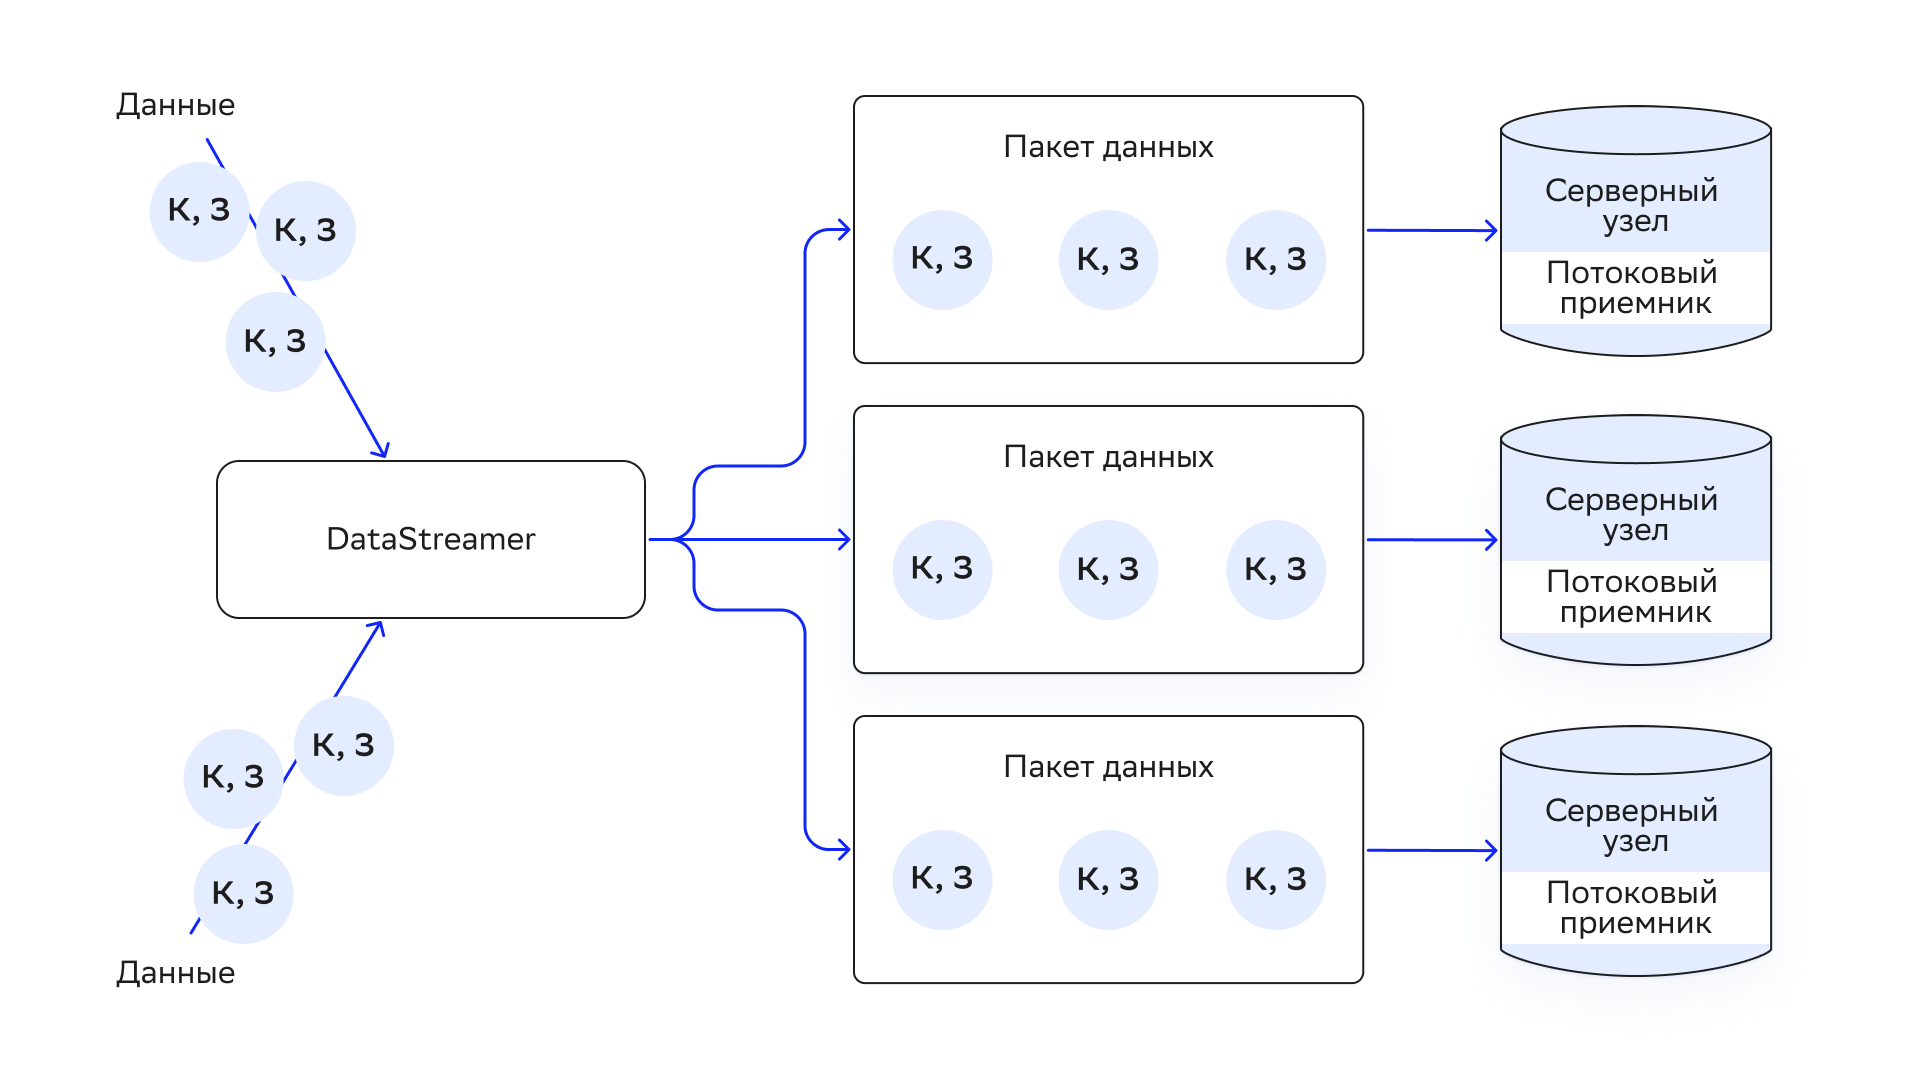 Данные
К, З
К, З
К, З
DataStreamer
К, З
К, З
К, З
Данные
Пакет данных
К, З
К, З
К, З
Серверный
узел
Потоковый
приемник
Пакет данных
К, З
К, З
К, З
Серверный
узел
Потоковый
приемник
Пакет данных
К, З
К, З
К, З
Серверный
узел
Потоковый
приемник